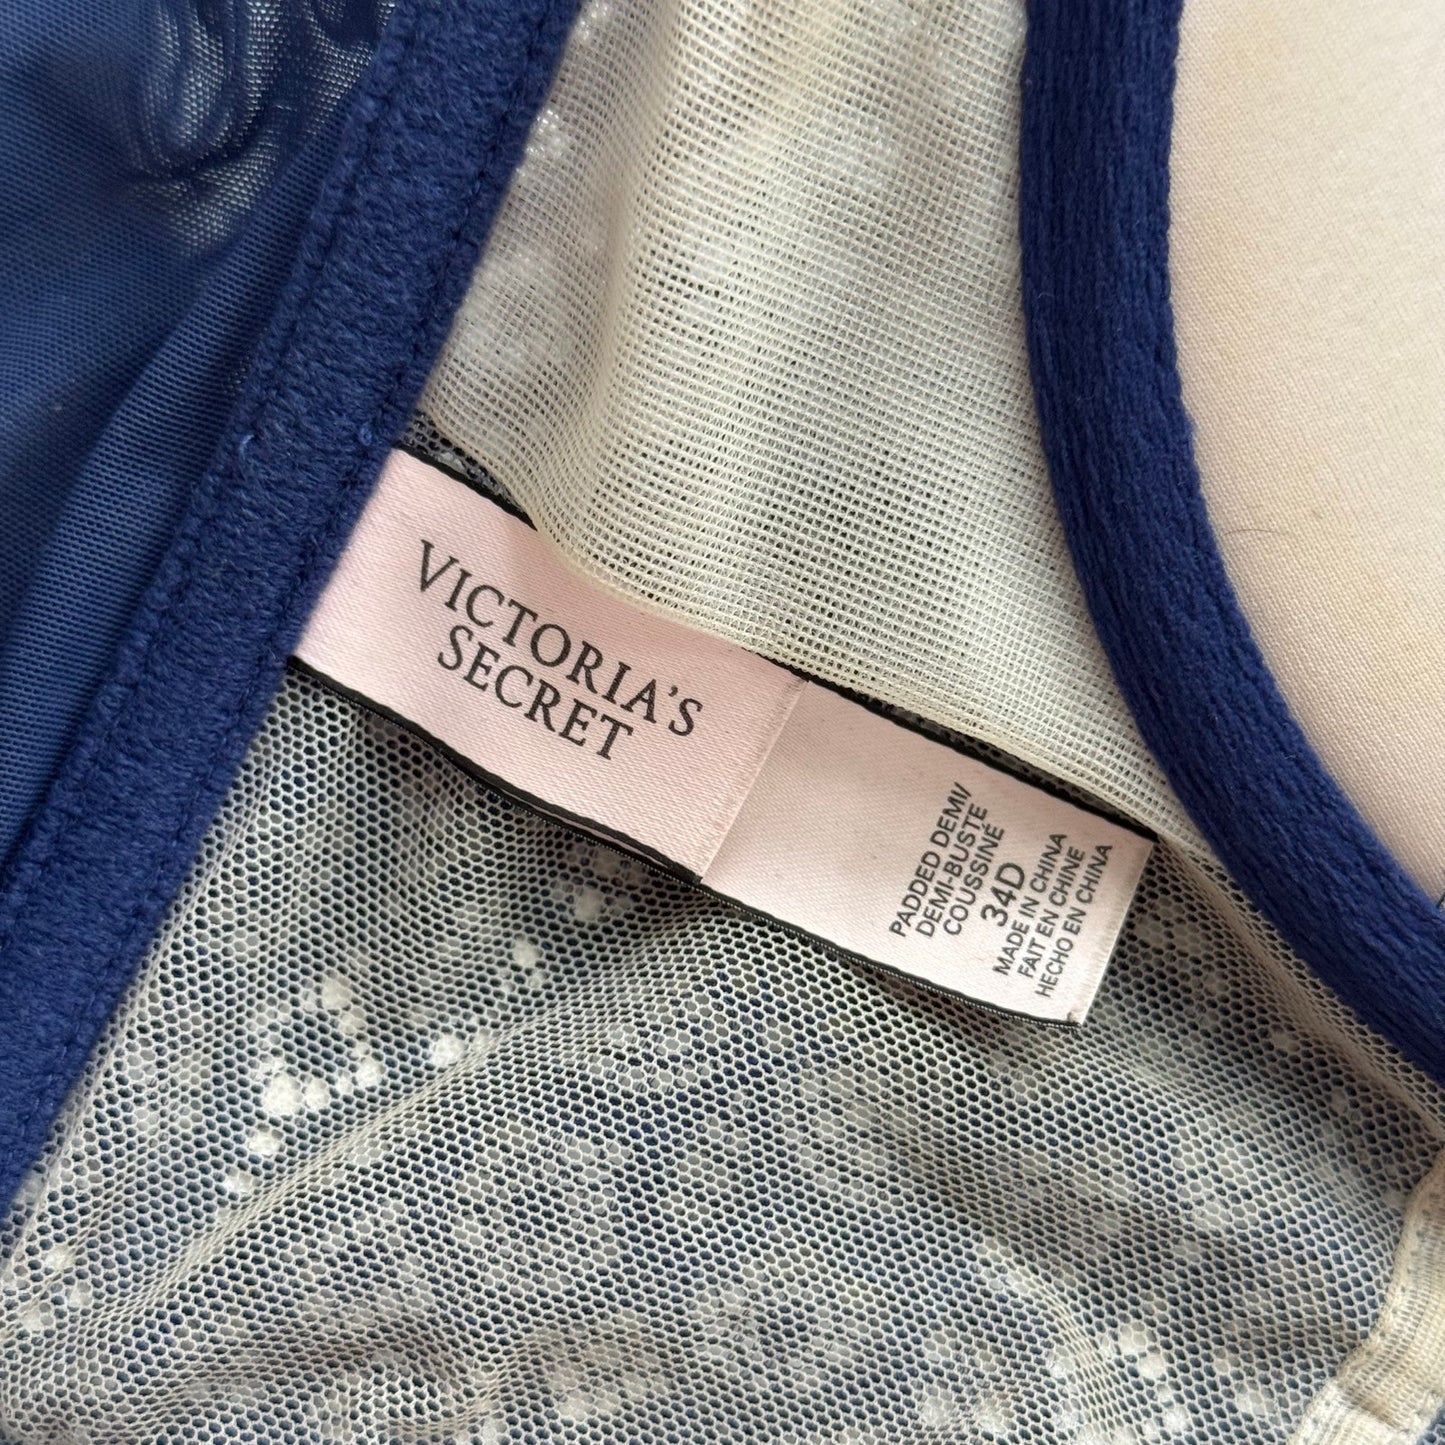 VICTORIA'S
SECRET
PADDED DEMI/
DEMI-BUSTE
COUSSINÉ
34D
MADE IN CHINA
FAIT EN CHINE
HECHO EN CHINA